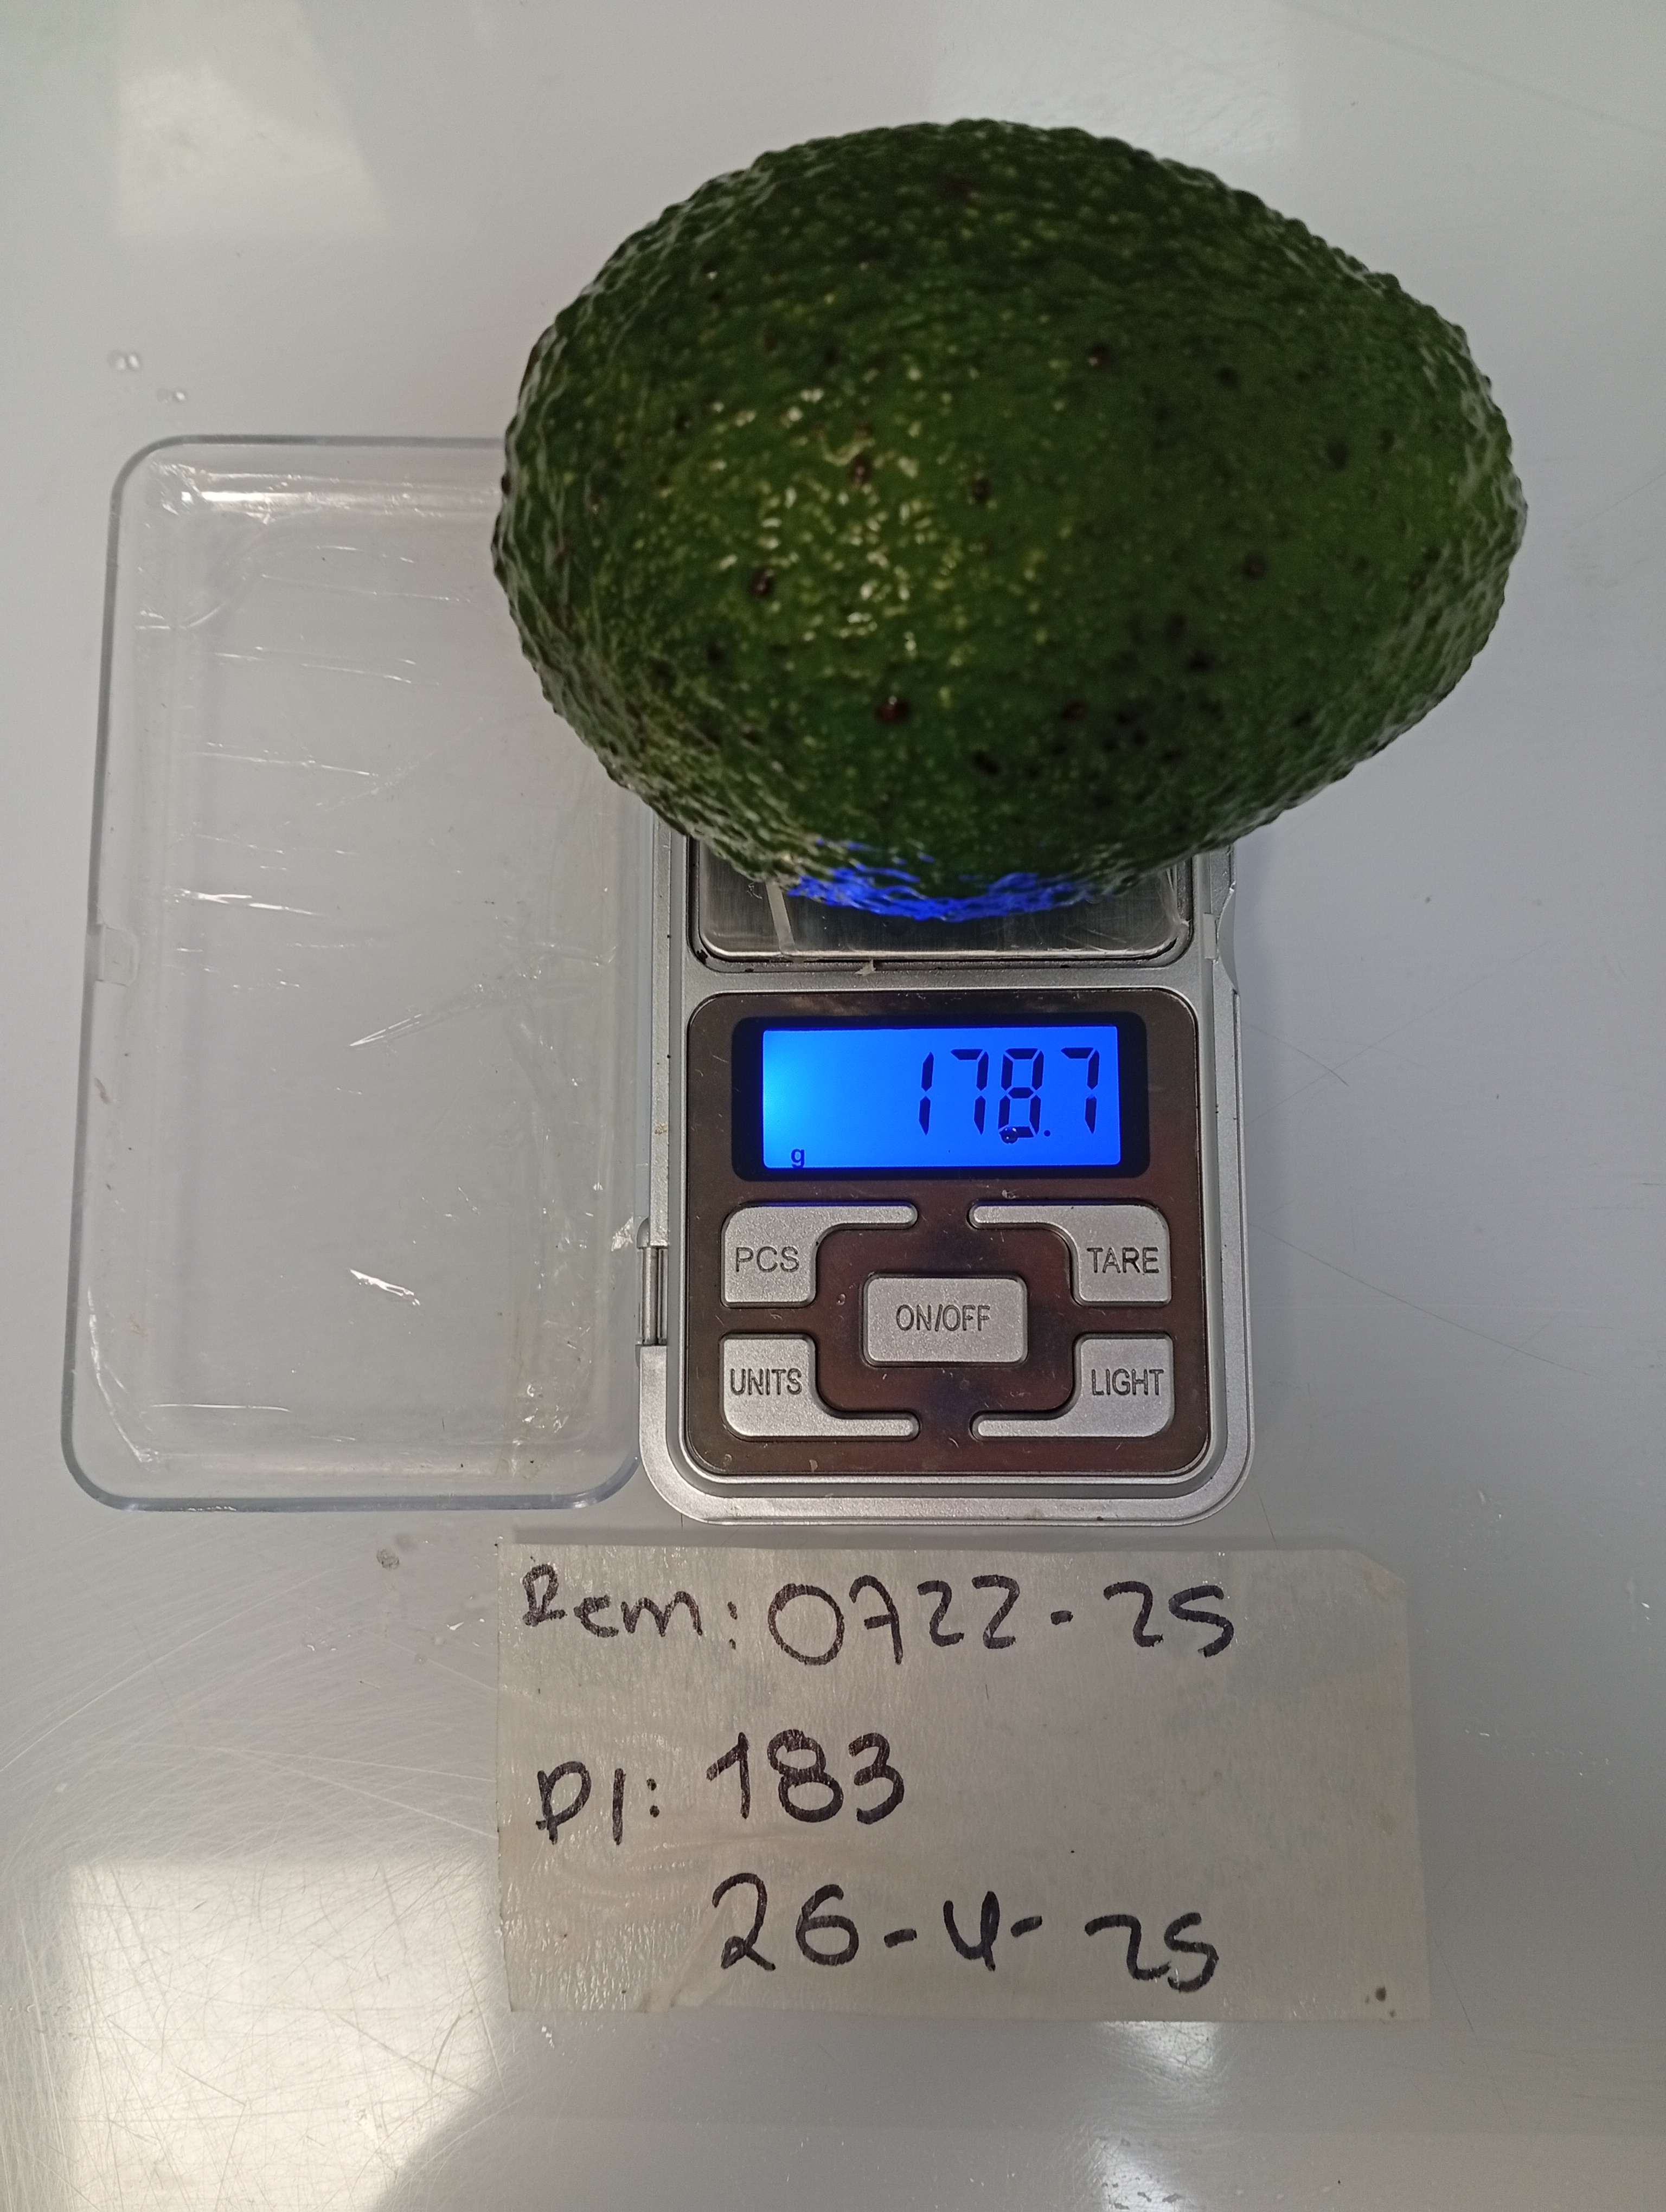 178.7
g
PCS
TARE
ON/OFF
UNITS
LIGHT
Rem: 0722-25
Pl: 183
26-4-25